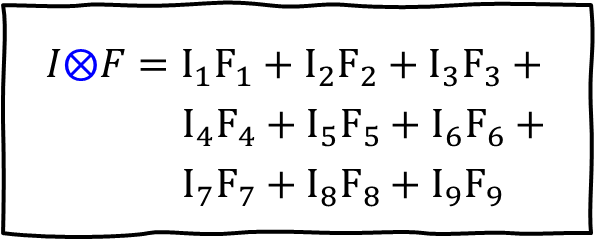 I⊗F = I₁F₁ + I₂F₂ + I₃F₃ +
I₄F₄ + I₅F₅ + I₆F₆ +
I₇F₇ + I₈F₈ + I₉F₉